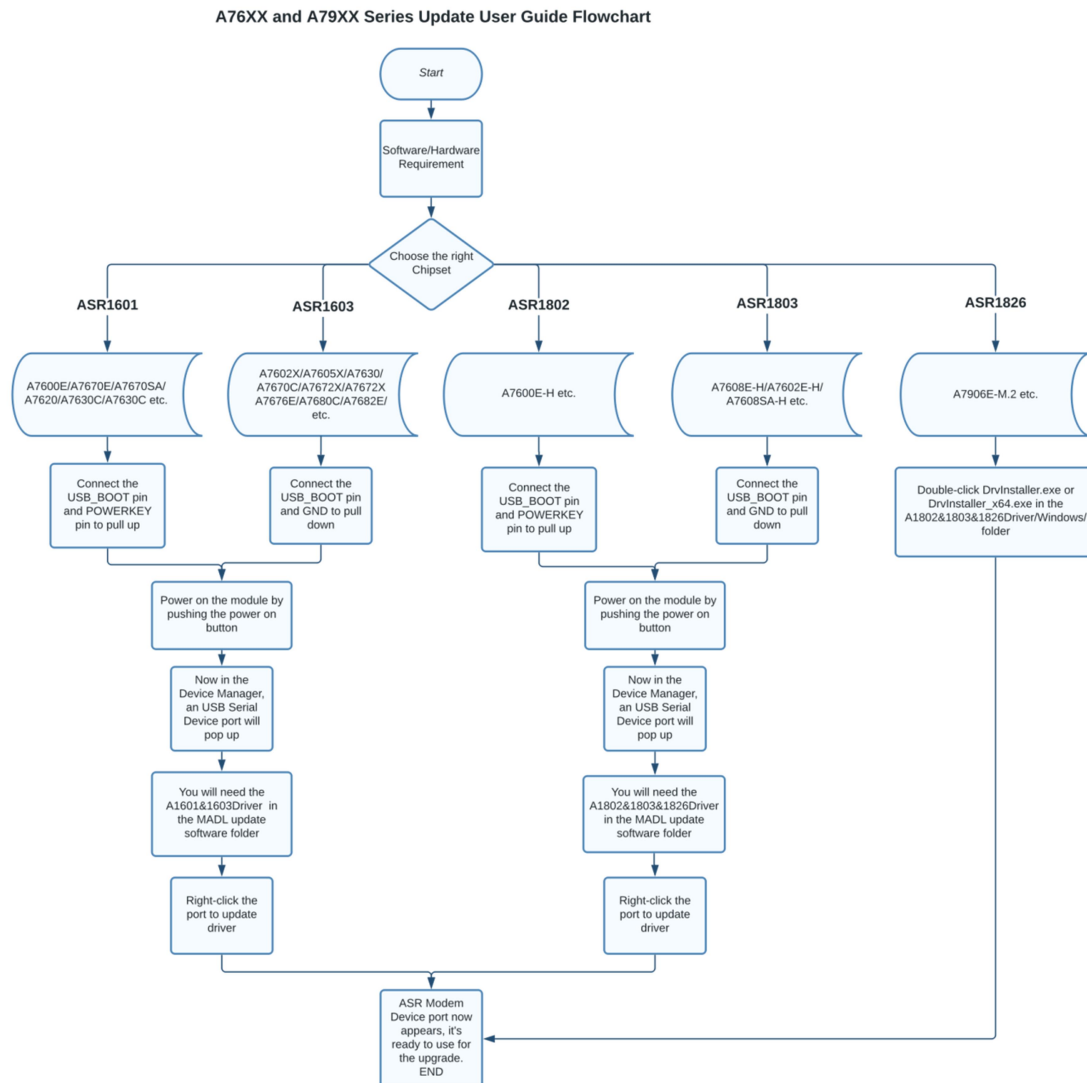 A76XX and A79XX Series Update User Guide Flowchart
Start
Software/Hardware
Requirement
Choose the right
Chipset
ASR1601
ASR1603
ASR1802
ASR1803
ASR1826
A7600E/A7670E/A7670SA/
A7620/A7630C/A7630C etc.
A7602X/A7605X/A7630/
A7670C/A7672X/A7672X
A7676E/A7680C/A7682E/
etc.
A7600E-H etc.
A7608E-H/A7602E-H/
A7608SA-H etc.
A7906E-M.2 etc.
Connect the
USB_BOOT pin
and POWERKEY
pin to pull up
Connect the
USB_BOOT pin
and GND to pull
down
Connect the
USB_BOOT pin
and POWERKEY
pin to pull up
Connect the
USB_BOOT pin
and GND to pull
down
Double-click DrvInstaller.exe or
DrvInstaller_x64.exe in the
A1802&1803&1826Driver/Windows/
folder
Power on the module by
pushing the power on
button
Power on the module by
pushing the power on
button
Now in the
Device Manager,
an USB Serial
Device port will
pop up
Now in the
Device Manager,
an USB Serial
Device port will
pop up
You will need the
A1601&1603Driver in
the MADL update
software folder
You will need the
A1802&1803&1826Driver
in the MADL update
software folder
Right-click the
port to update
driver
Right-click the
port to update
driver
ASR Modem
Device port now
appears, it's
ready to use for
the upgrade.
END